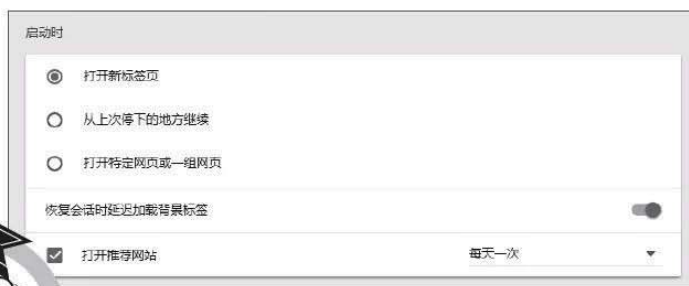 启动时
打开新标签页
从上次停下的地方继续
打开特定网页或一组网页
恢复会话时延迟加载背景标签
打开推荐网站 每天一次